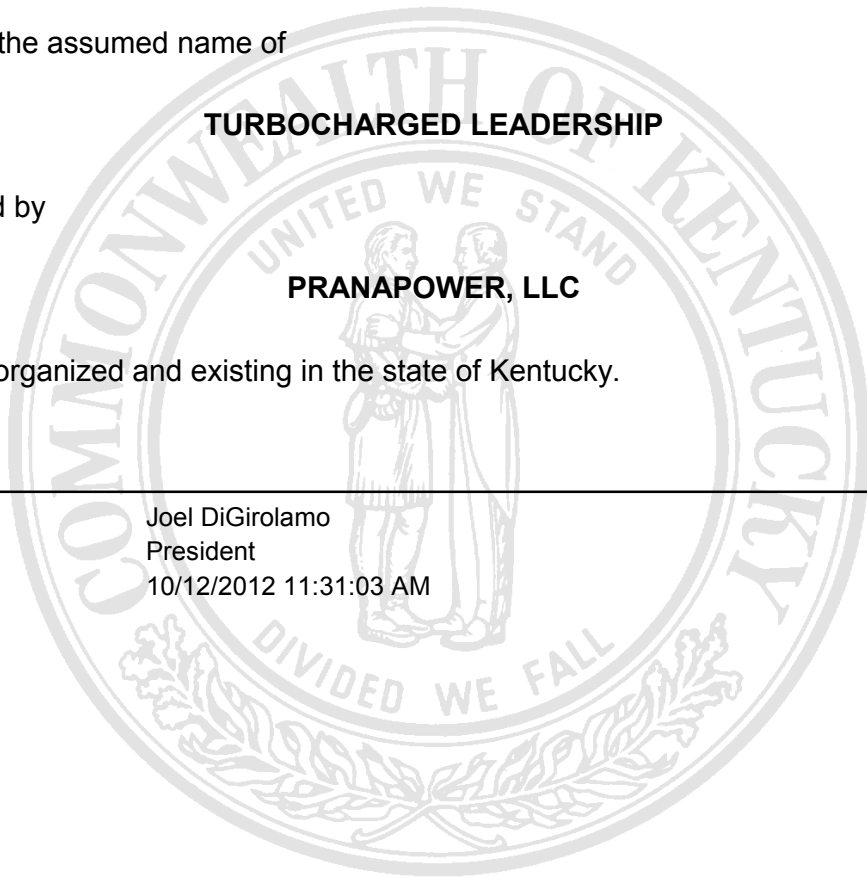 the assumed name of
TURBOCHARGED LEADERSHIP
by
PRANAPOWER, LLC
organized and existing in the state of Kentucky.
Joel DiGirolamo
President
10/12/2012 11:31:03 AM
COMMONWEALTH OF KENTUCKY
UNITED WE STAND
DIVIDED WE FALL